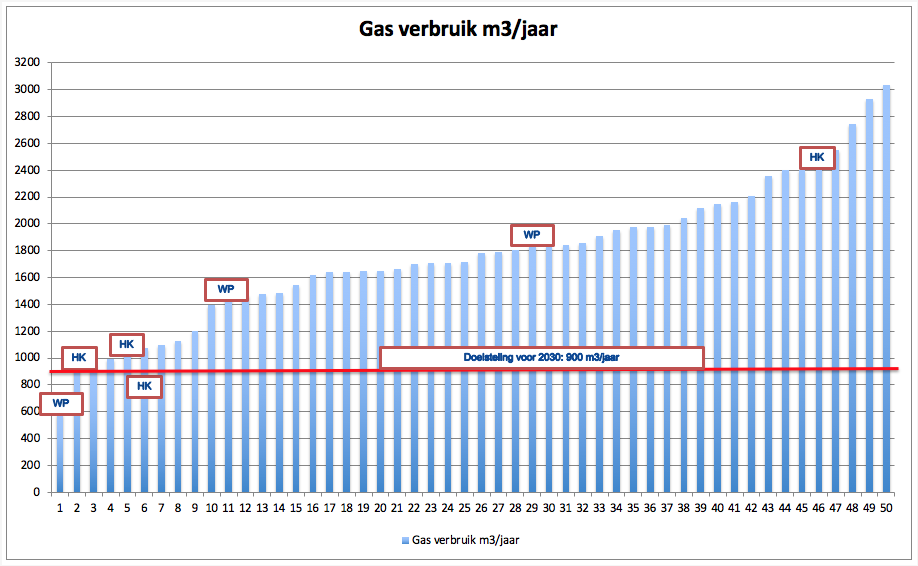 Gas verbruik m3/jaar
3200
3000
2800
2600
2400
2200
2000
1800
1600
1400
1200
1000
800
600
400
200
0
HK
WP
WP
HK
HK
Doelstelling voor 2030: 900 m3/jaar
HK
WP
1 2 3 4 5 6 7 8 9 10 11 12 13 14 15 16 17 18 19 20 21 22 23 24 25 26 27 28 29 30 31 32 33 34 35 36 37 38 39 40 41 42 43 44 45 46 47 48 49 50
Gas verbruik m3/jaar